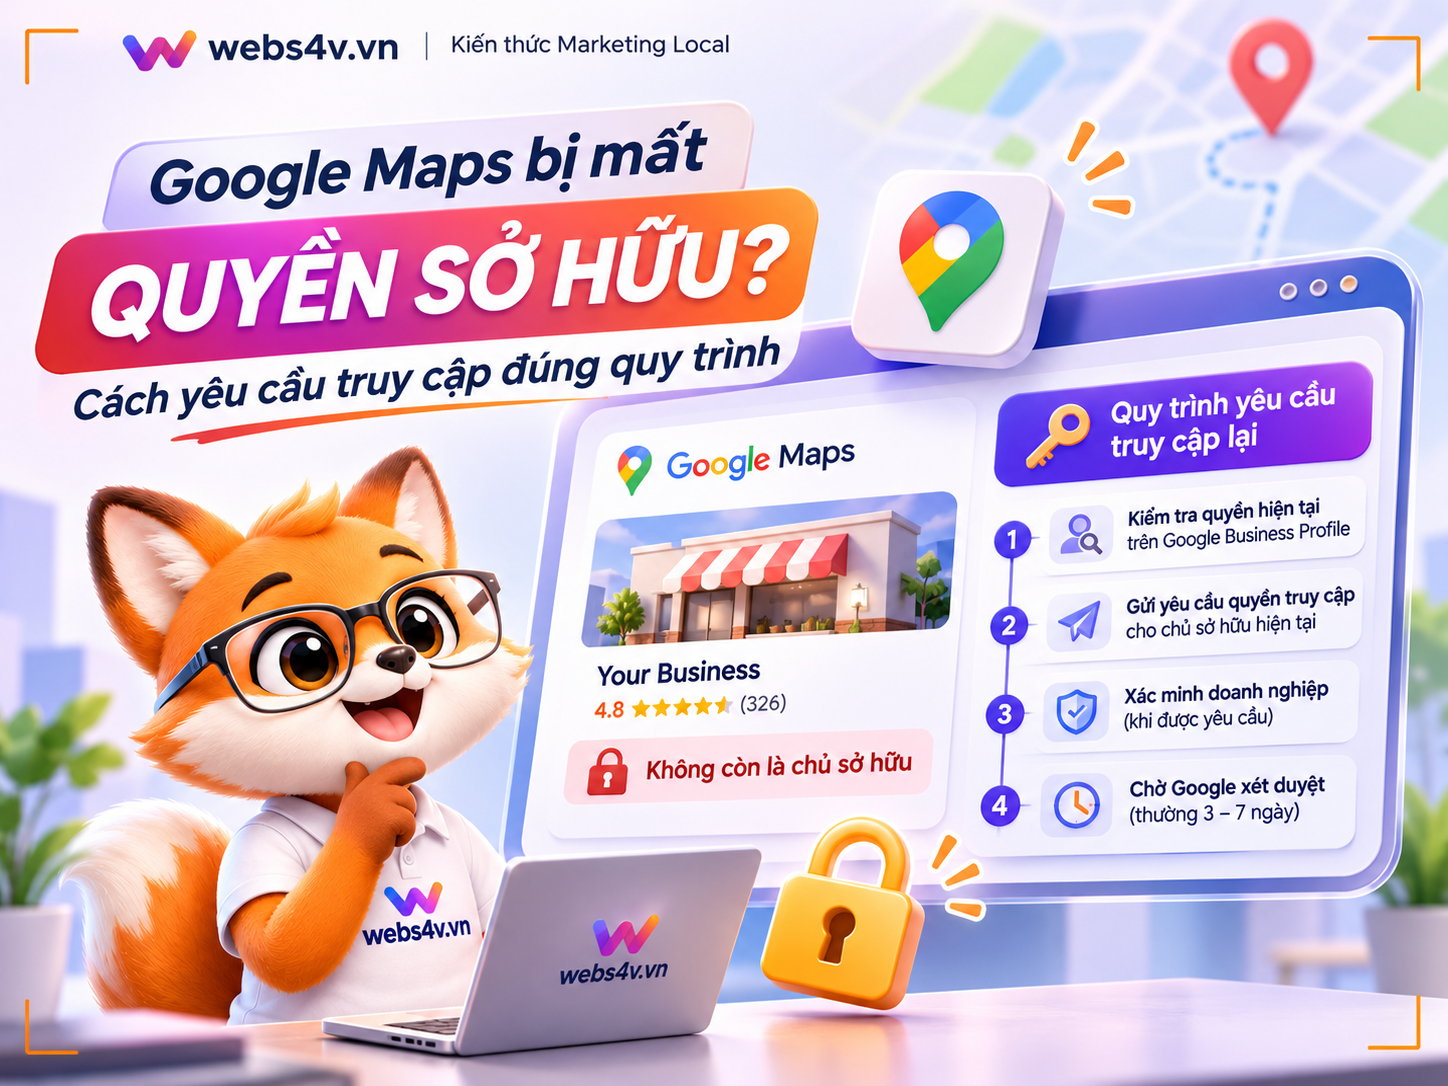 webs4v.vn | Kiến thức Marketing Local
Google Maps bị mất
QUYỀN SỞ HỮU?
Cách yêu cầu truy cập đúng quy trình
Google Maps
Your Business
4.8 (326)
Không còn là chủ sở hữu
Quy trình yêu cầu
truy cập lại
1
Kiểm tra quyền hiện tại
trên Google Business Profile
2
Gửi yêu cầu quyền truy cập
cho chủ sở hữu hiện tại
3
Xác minh doanh nghiệp
(khi được yêu cầu)
4
Chờ Google xét duyệt
(thường 3 – 7 ngày)
webs4v.vn
webs4v.vn